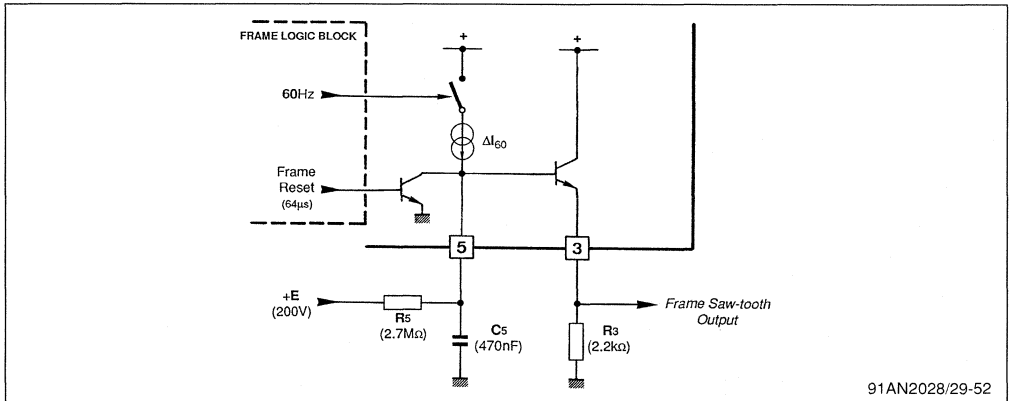 FRAME LOGIC BLOCK
+
+
60Hz
ΔI60
Frame
Reset
(64µs)
5
3
+E
(200V)
R5
(2.7MΩ)
C5
(470nF)
Frame Saw-tooth
Output
R3
(2.2kΩ)
91AN2028/29-52